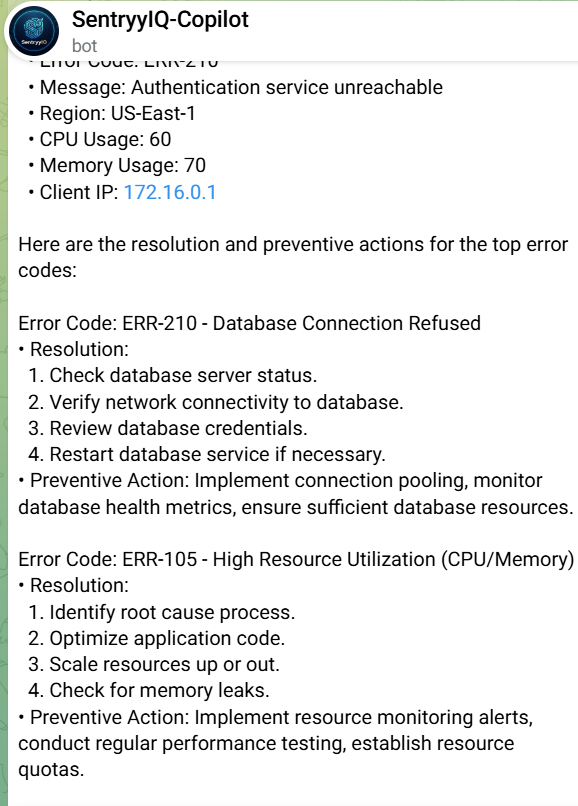 SentryyIQ-Copilot
bot
SentryyIQ
• Error Code: ERR-210
• Message: Authentication service unreachable
• Region: US-East-1
• CPU Usage: 60
• Memory Usage: 70
• Client IP: 172.16.0.1
Here are the resolution and preventive actions for the top error
codes:
Error Code: ERR-210 - Database Connection Refused
• Resolution:
1. Check database server status.
2. Verify network connectivity to database.
3. Review database credentials.
4. Restart database service if necessary.
• Preventive Action: Implement connection pooling, monitor
database health metrics, ensure sufficient database resources.
Error Code: ERR-105 - High Resource Utilization (CPU/Memory)
• Resolution:
1. Identify root cause process.
2. Optimize application code.
3. Scale resources up or out.
4. Check for memory leaks.
• Preventive Action: Implement resource monitoring alerts,
conduct regular performance testing, establish resource
quotas.